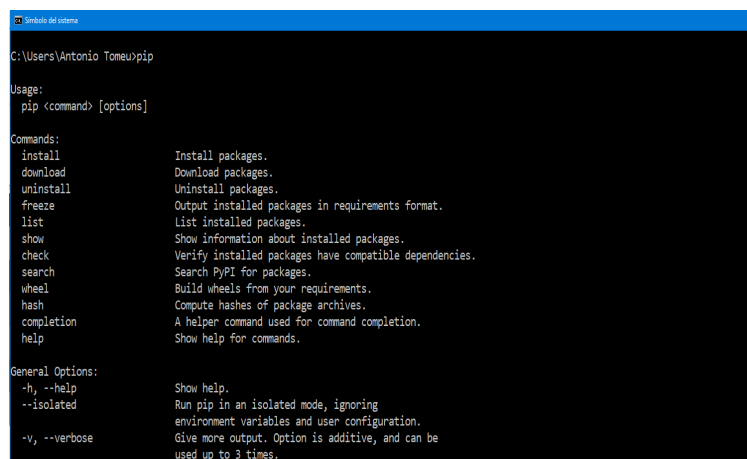 Símbolo del sistema
C:\Users\Antonio Tomeu>pip
Usage:
pip <command> [options]
Commands:
install Install packages.
download Download packages.
uninstall Uninstall packages.
freeze Output installed packages in requirements format.
list List installed packages.
show Show information about installed packages.
check Verify installed packages have compatible dependencies.
search Search PyPI for packages.
wheel Build wheels from your requirements.
hash Compute hashes of package archives.
completion A helper command used for command completion.
help Show help for commands.
General Options:
-h, --help Show help.
--isolated Run pip in an isolated mode, ignoring
environment variables and user configuration.
-v, --verbose Give more output. Option is additive, and can be
used up to 3 times.